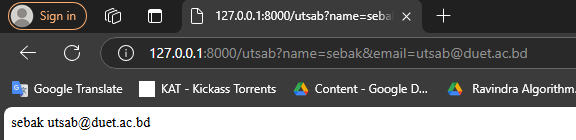 Sign in
127.0.0.1:8000/utsab?name=seba
127.0.0.1:8000/utsab?name=sebak&email=utsab@duet.ac.bd
Google Translate KAT - Kickass Torrents Content - Google D... Ravindra Algorithm.
sebak utsab@duet.ac.bd